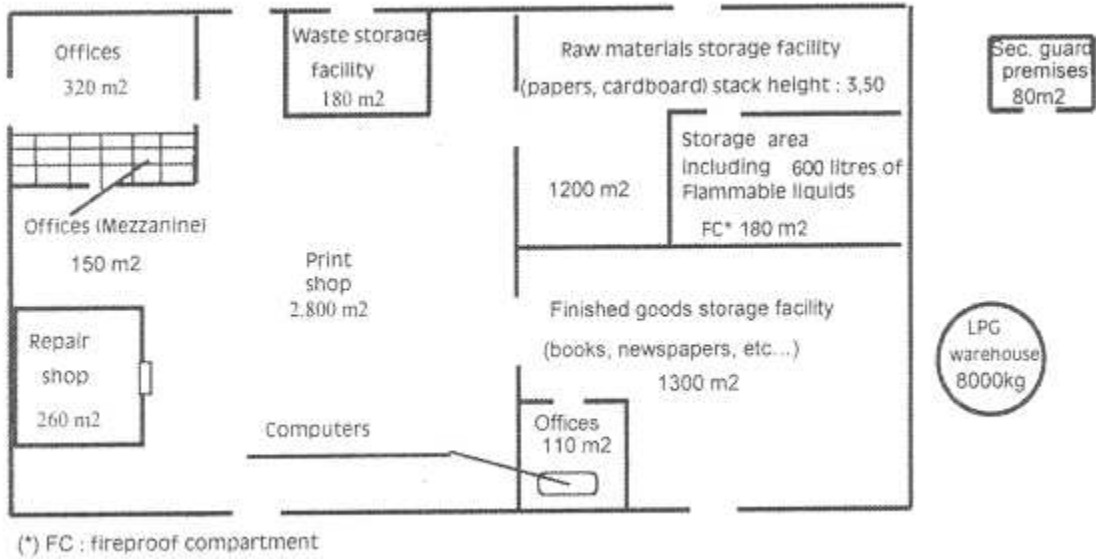 Offices
320 m2
Waste storage
facility
180 m2
Raw materials storage facility
(papers, cardboard) stack height : 3,50
Sec. guard
premises
80m2
Storage area
including 600 litres of
Flammable liquids
FC* 180 m2
1200 m2
Offices (Mezzanine)
150 m2
Print
shop
2.800 m2
Finished goods storage facility
(books, newspapers, etc...)
1300 m2
LPG
warehouse
8000kg
Repair
shop
260 m2
Computers
Offices
110 m2
(*) FC : fireproof compartment